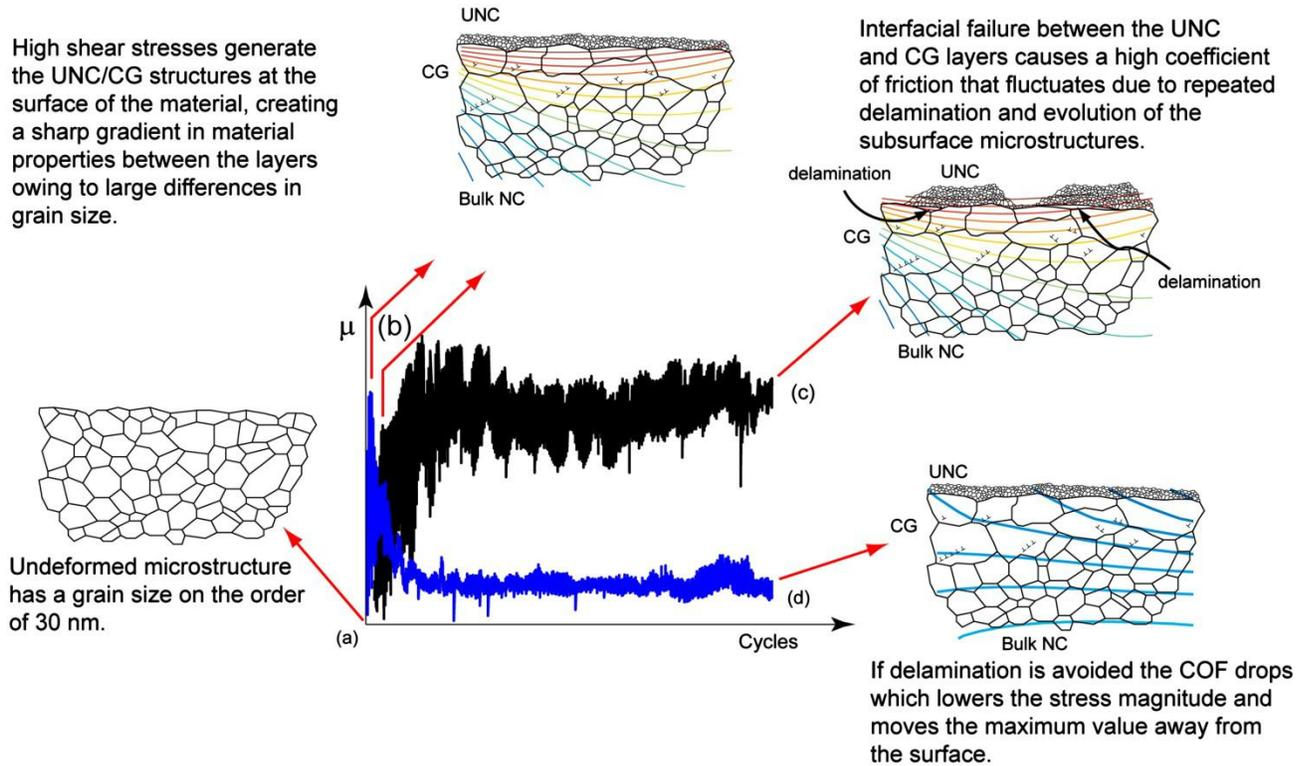 High shear stresses generate
the UNC/CG structures at the
surface of the material, creating
a sharp gradient in material
properties between the layers
owing to large differences in
grain size.
UNC
CG
Bulk NC
Interfacial failure between the UNC
and CG layers causes a high coefficient
of friction that fluctuates due to repeated
delamination and evolution of the
subsurface microstructures.
delamination
UNC
CG
delamination
Bulk NC
μ
(b)
(c)
(d)
(a)
Cycles
Undeformed microstructure
has a grain size on the order
of 30 nm.
UNC
CG
Bulk NC
If delamination is avoided the COF drops
which lowers the stress magnitude and
moves the maximum value away from
the surface.